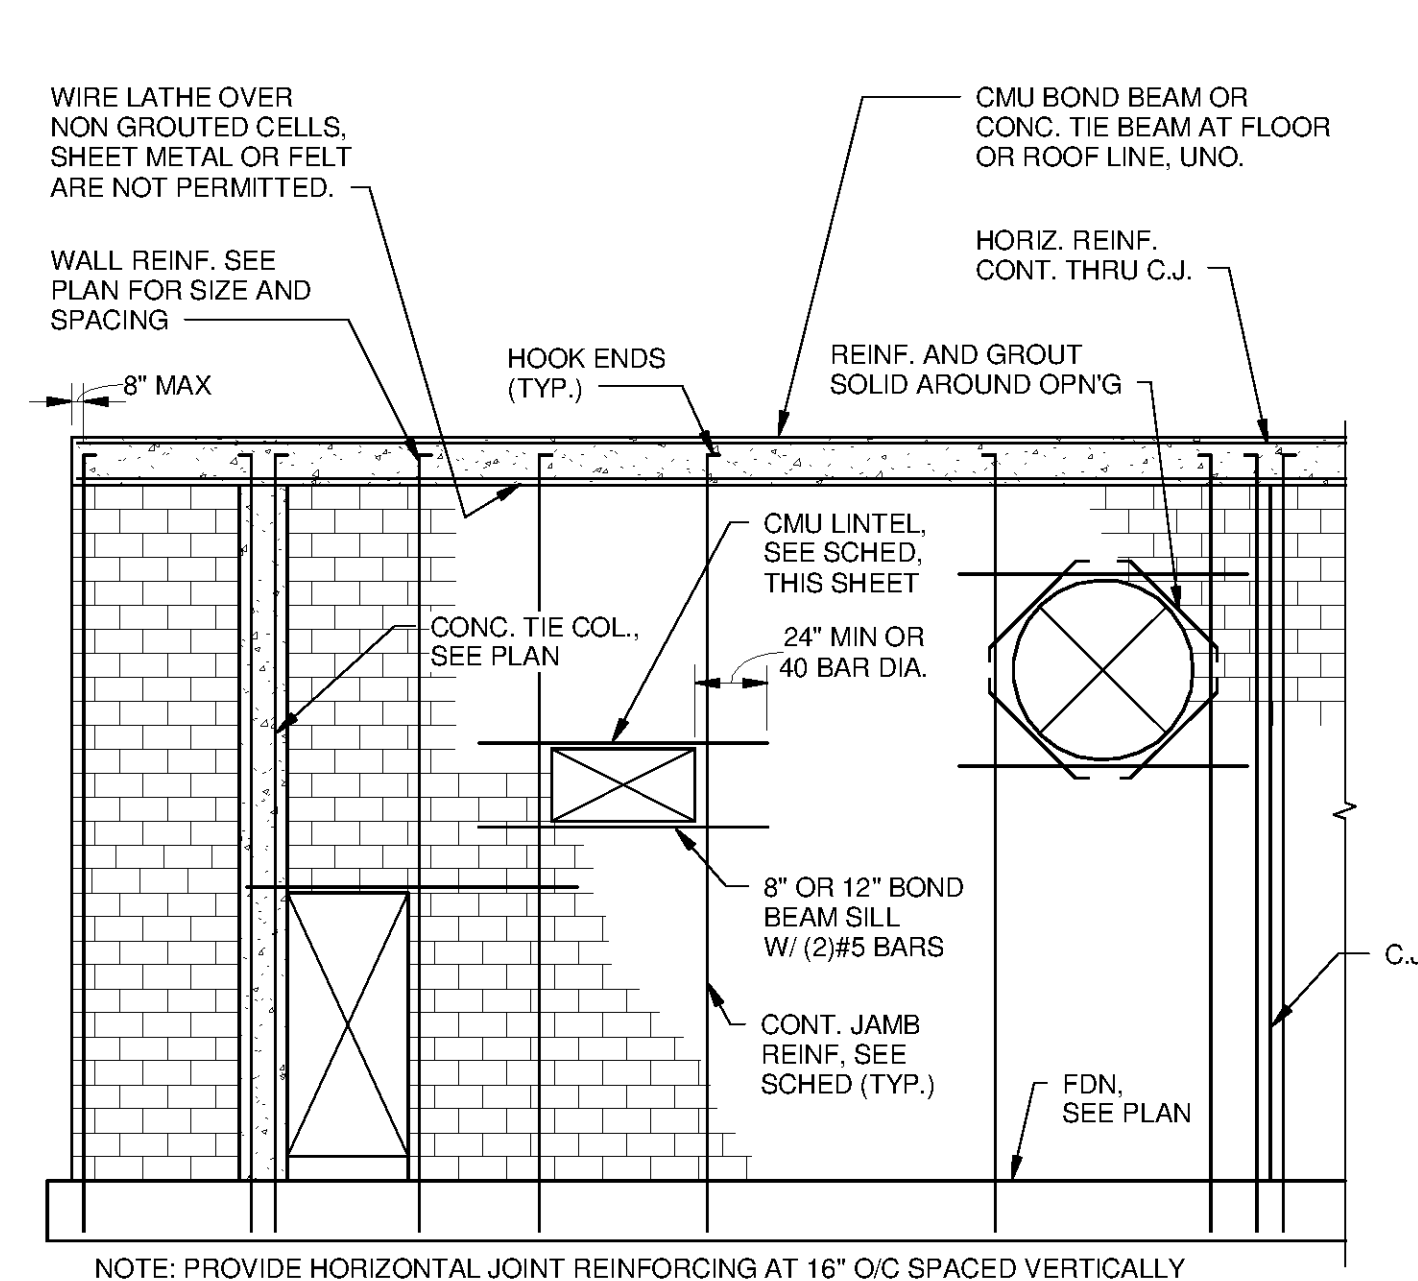 WIRE LATHE OVER
NON GROUTED CELLS,
SHEET METAL OR FELT
ARE NOT PERMITTED.
CMU BOND BEAM OR
CONC. TIE BEAM AT FLOOR
OR ROOF LINE, UNO.
WALL REINF. SEE
PLAN FOR SIZE AND
SPACING
HORIZ. REINF.
CONT. THRU C.J.
8" MAX
HOOK ENDS
(TYP.)
REINF. AND GROUT
SOLID AROUND OPN'G
CMU LINTEL,
SEE SCHED,
THIS SHEET
CONC. TIE COL.,
SEE PLAN
24" MIN OR
40 BAR DIA.
8" OR 12" BOND
BEAM SILL
W/ (2)#5 BARS
CONT. JAMB
REINF, SEE
SCHED (TYP.)
FDN,
SEE PLAN
NOTE: PROVIDE HORIZONTAL JOINT REINFORCING AT 16" O/C SPACED VERTICALLY